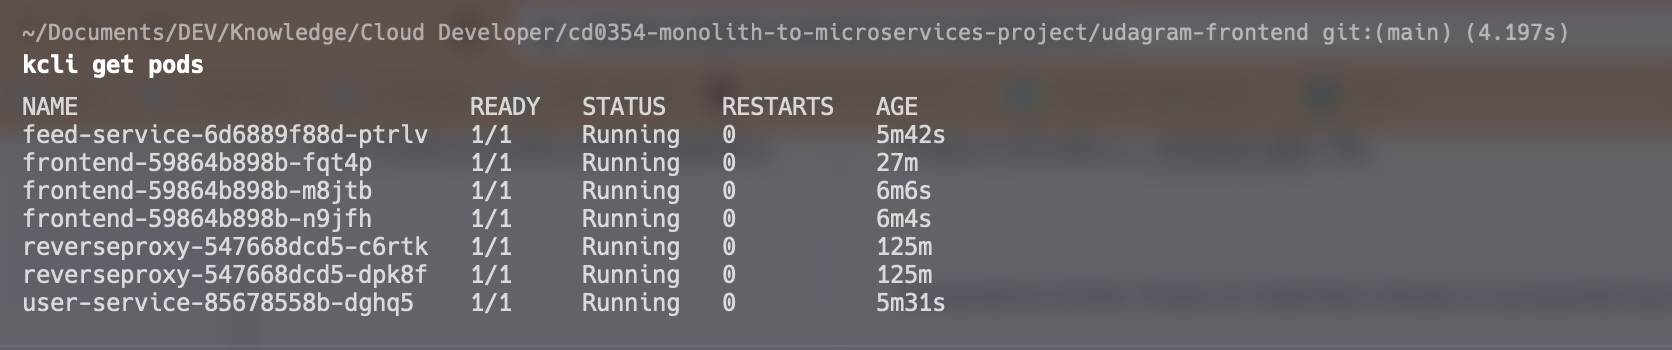 ~/Documents/DEV/Knowledge/Cloud Developer/cd0354-monolith-to-microservices-project/udagram-frontend git:(main) (4.197s)
kcli get pods
NAME READY STATUS RESTARTS AGE
feed-service-6d6889f88d-ptrlv 1/1 Running 0 5m42s
frontend-59864b898b-fqt4p 1/1 Running 0 27m
frontend-59864b898b-m8jtb 1/1 Running 0 6m6s
frontend-59864b898b-n9jfh 1/1 Running 0 6m4s
reverseproxy-547668dcd5-c6rtk 1/1 Running 0 125m
reverseproxy-547668dcd5-dpk8f 1/1 Running 0 125m
user-service-85678558b-dghq5 1/1 Running 0 5m31s